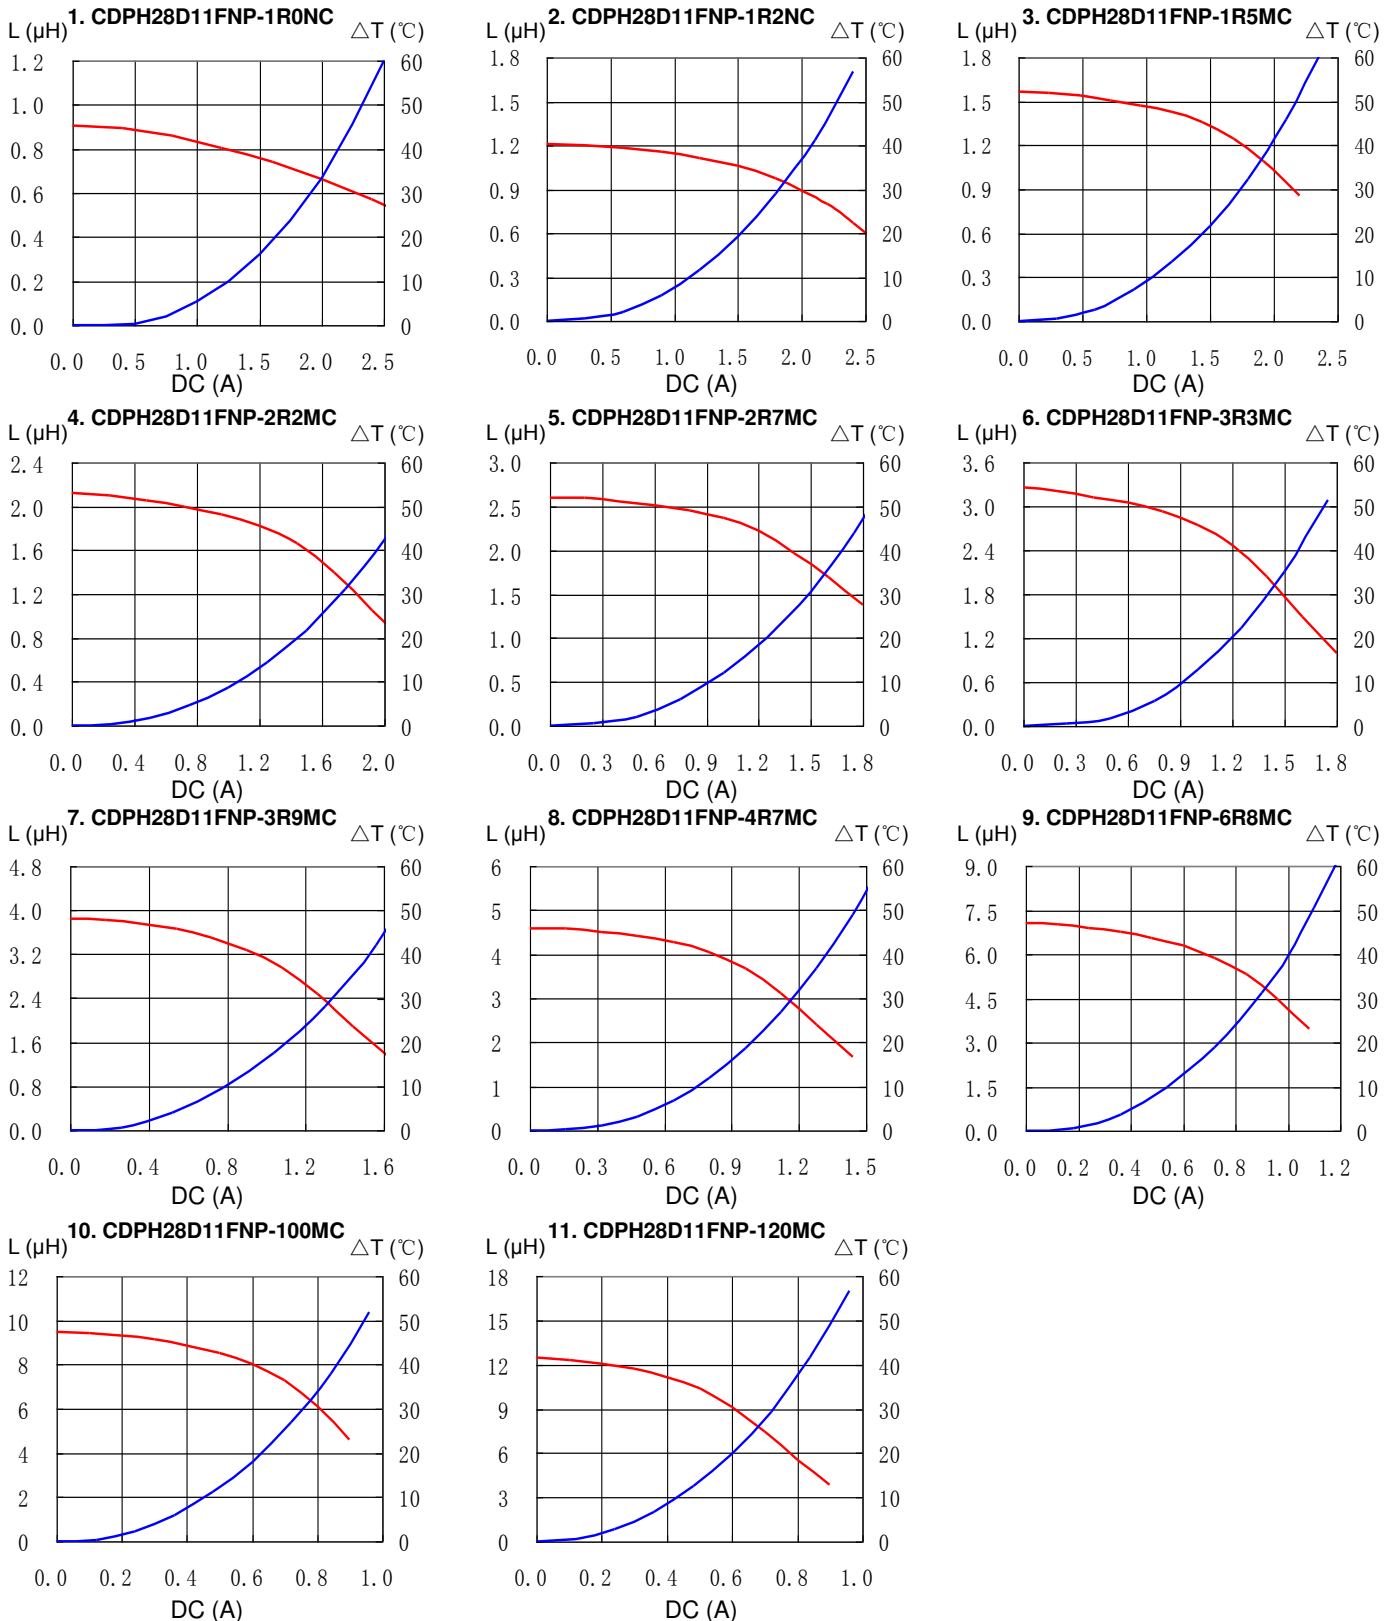 1. CDPH28D11FNP-1R0NC
L (μH)
△T (℃)
1.2
1.0
0.8
0.6
0.4
0.2
0.0
60
50
40
30
20
10
0
0.0 0.5 1.0 1.5 2.0 2.5
DC (A)
2. CDPH28D11FNP-1R2NC
L (μH)
△T (℃)
1.8
1.5
1.2
0.9
0.6
0.3
0.0
60
50
40
30
20
10
0
0.0 0.5 1.0 1.5 2.0 2.5
DC (A)
3. CDPH28D11FNP-1R5MC
L (μH)
△T (℃)
1.8
1.5
1.2
0.9
0.6
0.3
0.0
60
50
40
30
20
10
0
0.0 0.5 1.0 1.5 2.0 2.5
DC (A)
4. CDPH28D11FNP-2R2MC
L (μH)
△T (℃)
2.4
2.0
1.6
1.2
0.8
0.4
0.0
60
50
40
30
20
10
0
0.0 0.4 0.8 1.2 1.6 2.0
DC (A)
5. CDPH28D11FNP-2R7MC
L (μH)
△T (℃)
3.0
2.5
2.0
1.5
1.0
0.5
0.0
60
50
40
30
20
10
0
0.0 0.3 0.6 0.9 1.2 1.5 1.8
DC (A)
6. CDPH28D11FNP-3R3MC
L (μH)
△T (℃)
3.6
3.0
2.4
1.8
1.2
0.6
0.0
60
50
40
30
20
10
0
0.0 0.3 0.6 0.9 1.2 1.5 1.8
DC (A)
7. CDPH28D11FNP-3R9MC
L (μH)
△T (℃)
4.8
4.0
3.2
2.4
1.6
0.8
0.0
60
50
40
30
20
10
0
0.0 0.4 0.8 1.2 1.6
DC (A)
8. CDPH28D11FNP-4R7MC
L (μH)
△T (℃)
6
5
4
3
2
1
0
60
50
40
30
20
10
0
0.0 0.3 0.6 0.9 1.2 1.5
DC (A)
9. CDPH28D11FNP-6R8MC
L (μH)
△T (℃)
9.0
7.5
6.0
4.5
3.0
1.5
0.0
60
50
40
30
20
10
0
0.0 0.2 0.4 0.6 0.8 1.0 1.2
DC (A)
10. CDPH28D11FNP-100MC
L (μH)
△T (℃)
12
10
8
6
4
2
0
60
50
40
30
20
10
0
0.0 0.2 0.4 0.6 0.8 1.0
DC (A)
11. CDPH28D11FNP-120MC
L (μH)
△T (℃)
18
15
12
9
6
3
0
60
50
40
30
20
10
0
0.0 0.2 0.4 0.6 0.8 1.0
DC (A)